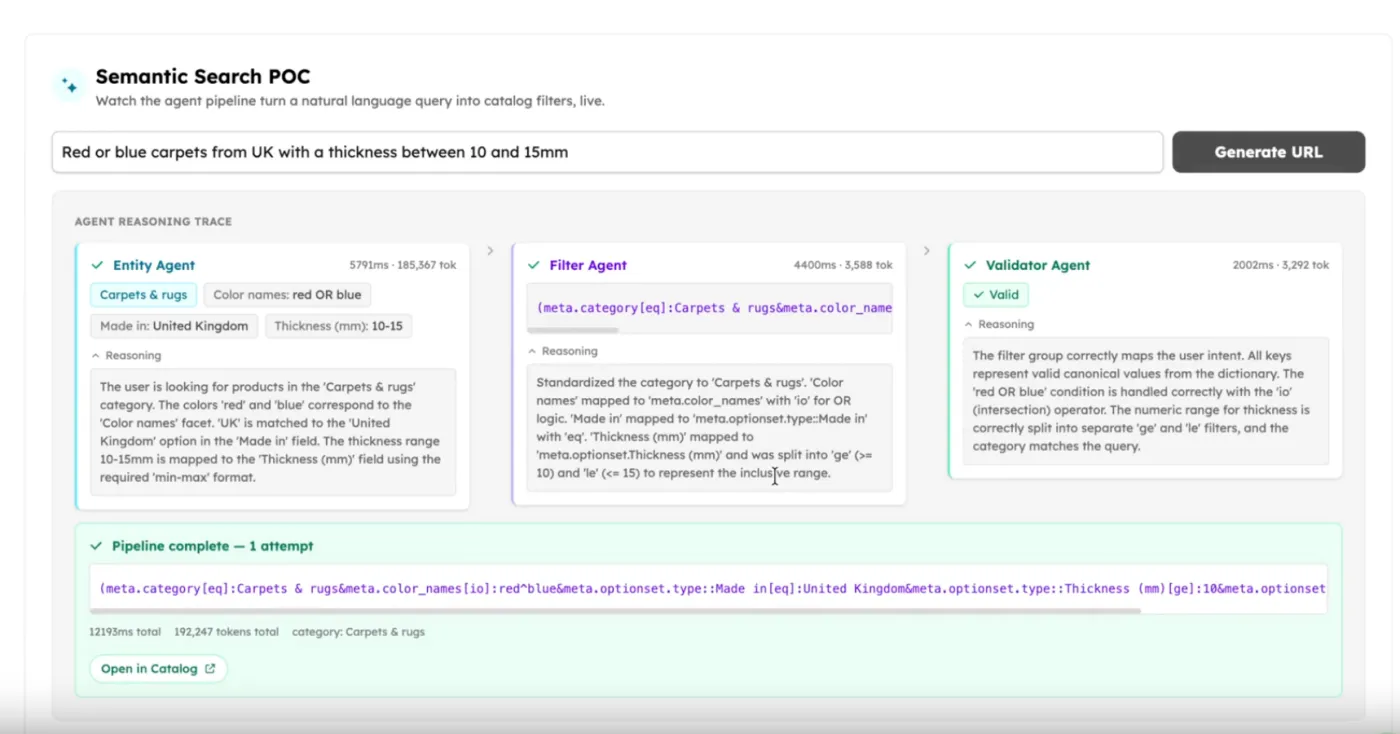 Semantic Search POC
Watch the agent pipeline turn a natural language query into catalog filters, live.
Red or blue carpets from UK with a thickness between 10 and 15mm
Generate URL
AGENT REASONING TRACE
Entity Agent
5791ms · 185,367 tok
Carpets & rugs
Color names: red OR blue
Made in: United Kingdom
Thickness (mm): 10-15
Reasoning
The user is looking for products in the 'Carpets & rugs'
category. The colors 'red' and 'blue' correspond to the
'Color names' facet. 'UK' is matched to the 'United
Kingdom' option in the 'Made in' field. The thickness range
10-15mm is mapped to the 'Thickness (mm)' field using the
required 'min-max' format.
Filter Agent
4400ms · 3,588 tok
(meta.category[eq]:Carpets & rugs&meta.color_name
Reasoning
Standardized the category to 'Carpets & rugs'. 'Color
names' mapped to 'meta.color_names' with 'io' for OR
logic. 'Made in' mapped to 'meta.optionset.type::Made in'
with 'eq'. 'Thickness (mm)' mapped to
'meta.optionset.Thickness (mm)' and was split into 'ge' (>=
10) and 'le' (<= 15) to represent the inclusive range.
Validator Agent
2002ms · 3,292 tok
Valid
Reasoning
The filter group correctly maps the user intent. All keys
represent valid canonical values from the dictionary. The
'red OR blue' condition is handled correctly with the 'io'
(intersection) operator. The numeric range for thickness is
correctly split into separate 'ge' and 'le' filters, and the
category matches the query.
Pipeline complete — 1 attempt
(meta.category[eq]:Carpets & rugs&meta.color_names[io]:red^blue&meta.optionset.type::Made in[eq]:United Kingdom&meta.optionset.type::Thickness (mm)[ge]:10&meta.optionset
12193ms total
192,247 tokens total
category: Carpets & rugs
Open in Catalog